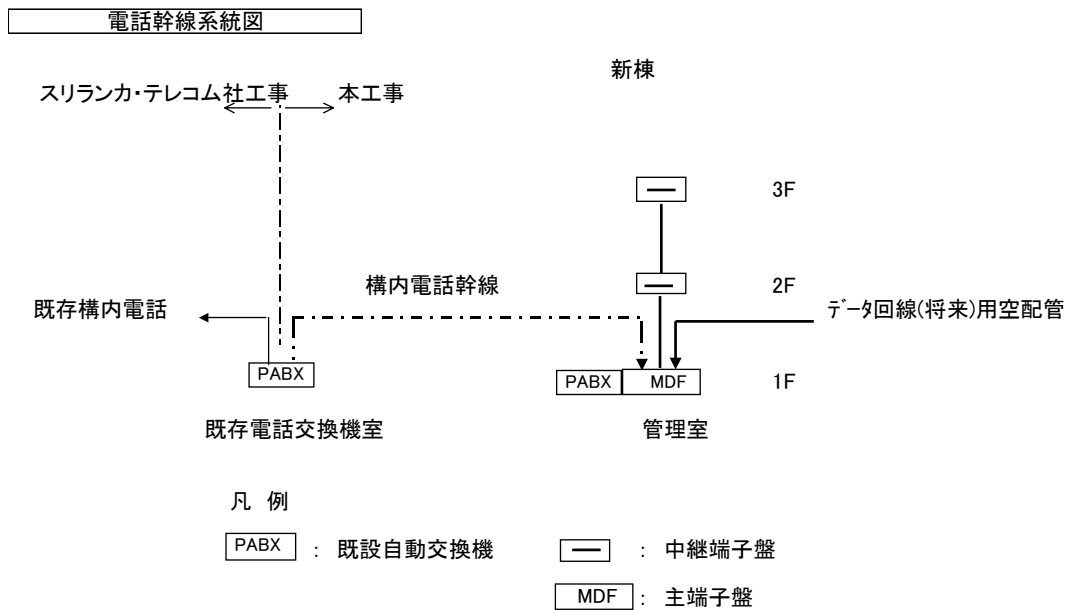 電話幹線系統図
新棟
スリランカ・テレコム社工事 本工事
3F
構内電話幹線 2F
既存構内電話 ﾃﾞｰﾀ回線(将来)用空配管
PABX PABX MDF 1F
既存電話交換機室 管理室
凡 例
PABX : 既設自動交換機 : 中継端子盤
MDF : 主端子盤